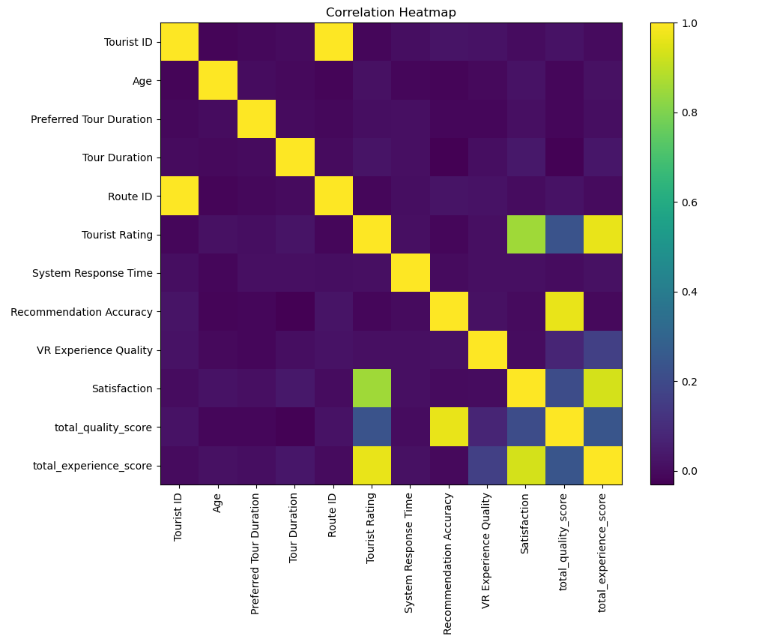 Correlation Heatmap
Tourist ID
Age
Preferred Tour Duration
Tour Duration
Route ID
Tourist Rating
System Response Time
Recommendation Accuracy
VR Experience Quality
Satisfaction
total_quality_score
total_experience_score
Tourist ID
Age
Preferred Tour Duration
Tour Duration
Route ID
Tourist Rating
System Response Time
Recommendation Accuracy
VR Experience Quality
Satisfaction
total_quality_score
total_experience_score
1.0
0.8
0.6
0.4
0.2
0.0